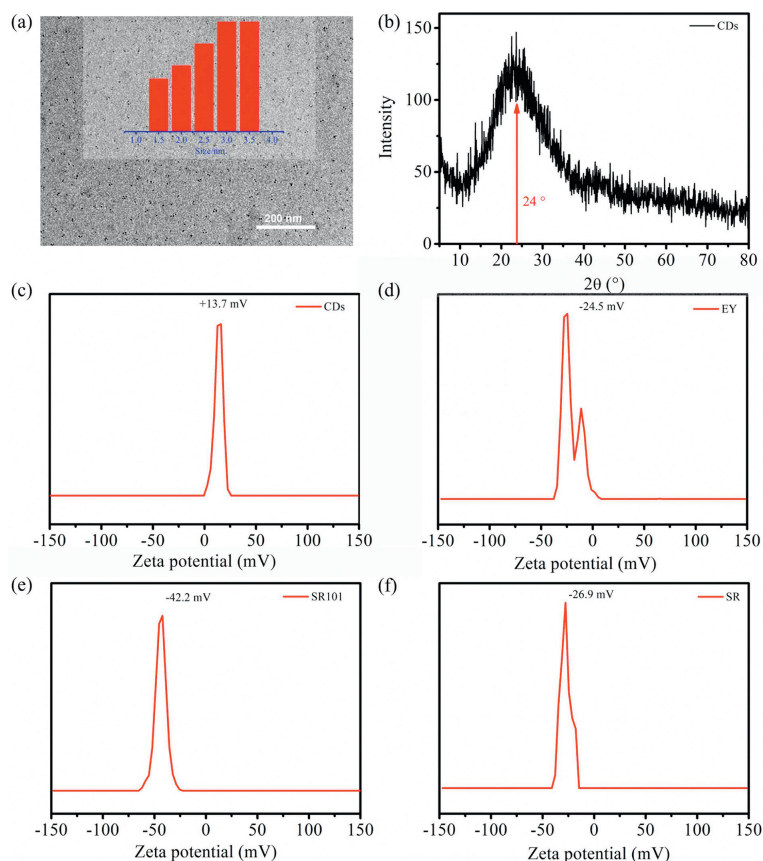 (a)
1.0 1.5 2.0 2.5 3.0 3.5 4.0
Size/nm
200 nm
(b)
CDs
Intensity
150
100
50
0
24 °
10 20 30 40 50 60 70 80
2θ (°)
(c)
+13.7 mV
CDs
-150 -100 -50 0 50 100 150
Zeta potential (mV)
(d)
-24.5 mV
EY
-150 -100 -50 0 50 100 150
Zeta potential (mV)
(e)
-42.2 mV
SR101
-150 -100 -50 0 50 100 150
Zeta potential (mV)
(f)
-26.9 mV
SR
-150 -100 -50 0 50 100 150
Zeta potential (mV)